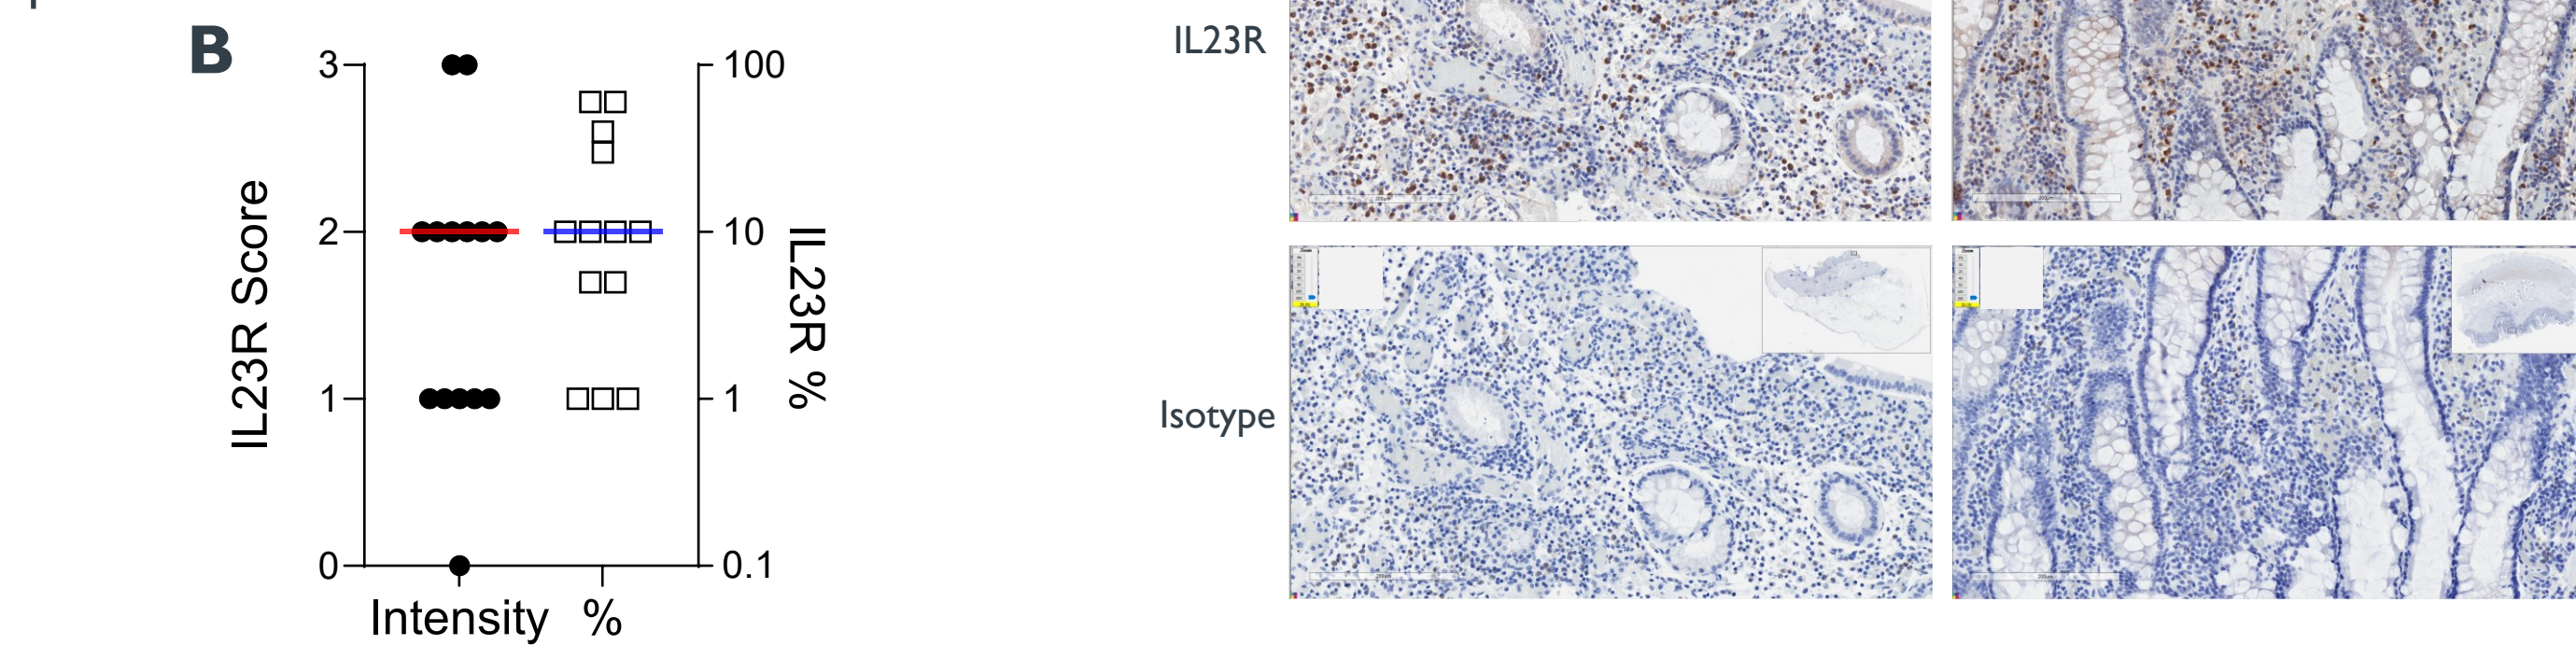 B
3
2
1
0
IL23R Score
100
10
1
0.1
IL23R %
Intensity
%
IL23R
Isotype